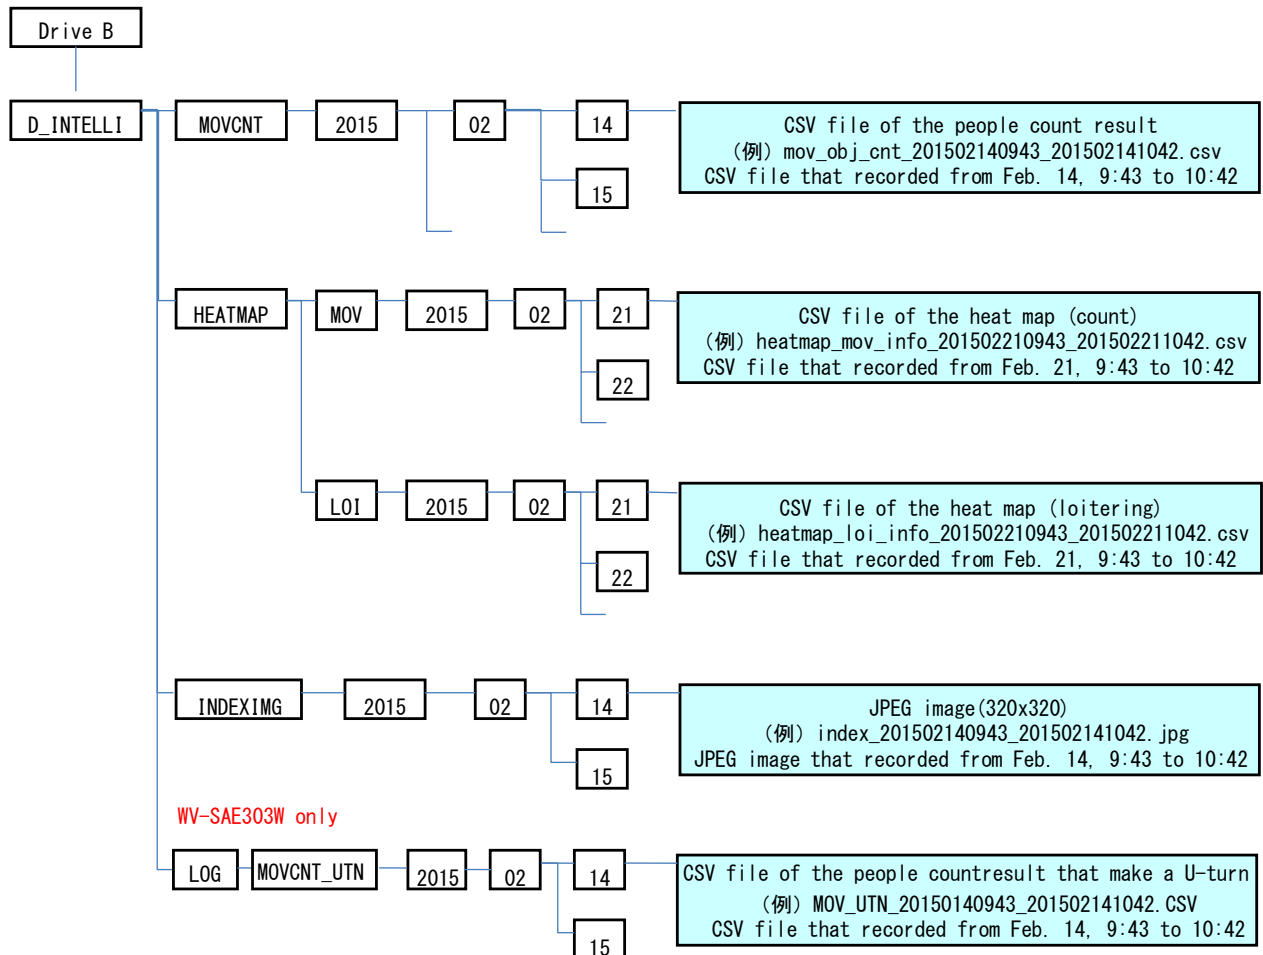 Drive B
D_INTELLI
MOVCNT
2015
02
14
15
CSV file of the people count result
(例) mov_obj_cnt_201502140943_201502141042.csv
CSV file that recorded from Feb. 14, 9:43 to 10:42
HEATMAP
MOV
2015
02
21
22
CSV file of the heat map (count)
(例) heatmap_mov_info_201502210943_201502211042.csv
CSV file that recorded from Feb. 21, 9:43 to 10:42
LOI
2015
02
21
22
CSV file of the heat map (loitering)
(例) heatmap_loi_info_201502210943_201502211042.csv
CSV file that recorded from Feb. 21, 9:43 to 10:42
INDEXIMG
2015
02
14
15
JPEG image(320x320)
(例) index_201502140943_201502141042.jpg
JPEG image that recorded from Feb. 14, 9:43 to 10:42
WV-SAE303W only
LOG
MOVCNT_UTN
2015
02
14
15
CSV file of the people countresult that make a U-turn
(例) MOV_UTN_20150140943_201502141042.CSV
CSV file that recorded from Feb. 14, 9:43 to 10:42